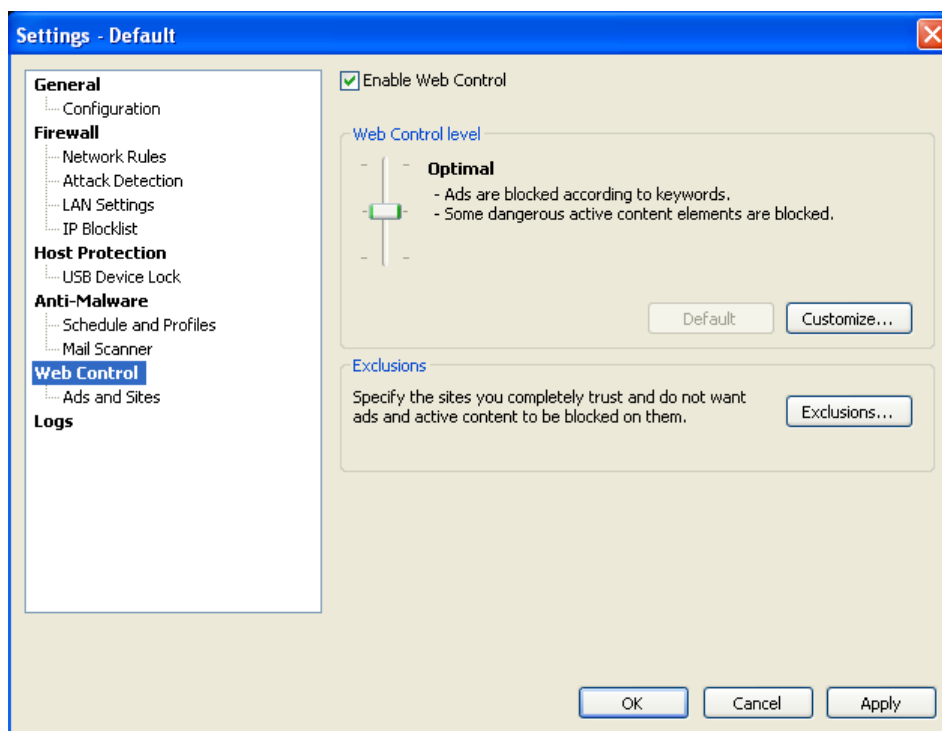 Settings - Default
General
Configuration
Firewall
Network Rules
Attack Detection
LAN Settings
IP Blocklist
Host Protection
USB Device Lock
Anti-Malware
Schedule and Profiles
Mail Scanner
Web Control
Ads and Sites
Logs
Enable Web Control
Web Control level
Optimal
- Ads are blocked according to keywords.
- Some dangerous active content elements are blocked.
Default
Customize...
Exclusions
Specify the sites you completely trust and do not want
ads and active content to be blocked on them.
Exclusions...
OK
Cancel
Apply